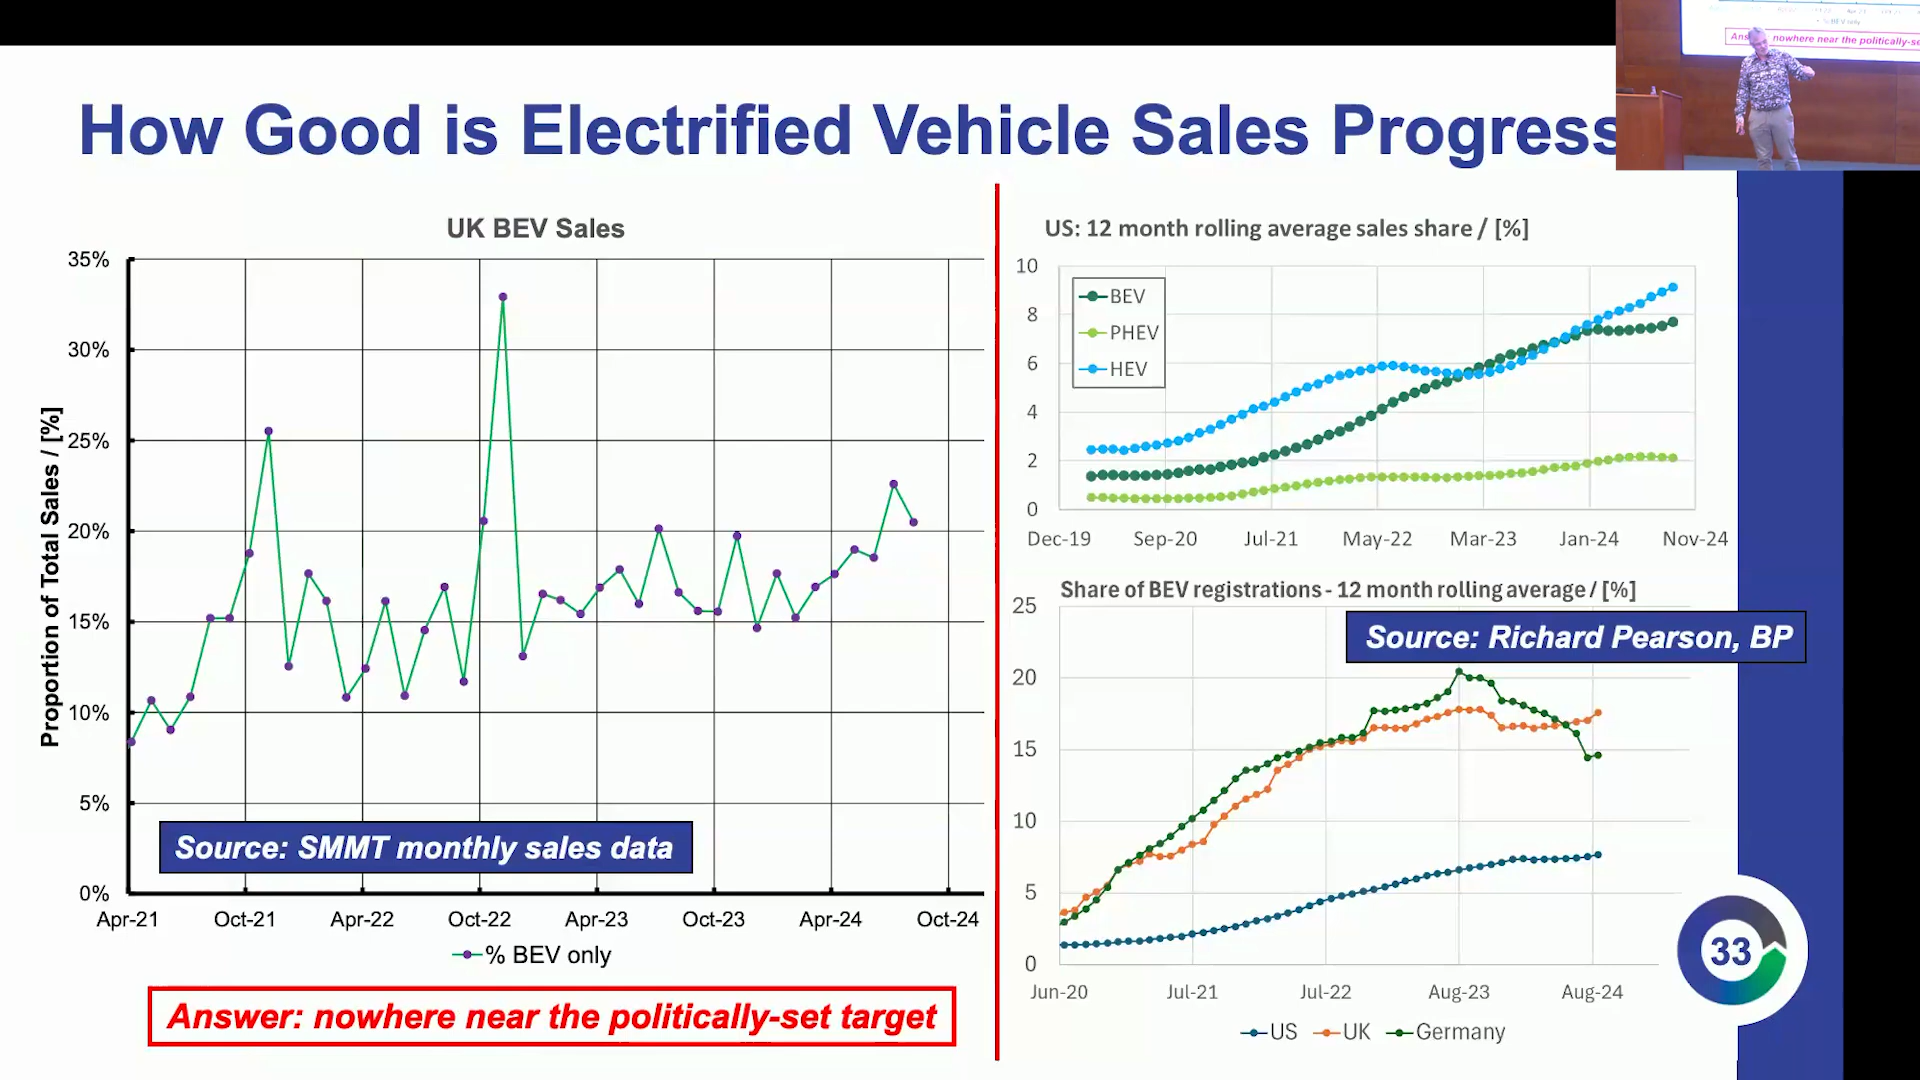 How Good is Electrified Vehicle Sales Progress
UK BEV Sales
35%
30%
25%
20%
15%
10%
5%
0%
Proportion of Total Sales / [%]
Apr-21 Oct-21 Apr-22 Oct-22 Apr-23 Oct-23 Apr-24 Oct-24
% BEV only
Source: SMMT monthly sales data
Answer: nowhere near the politically-set target
US: 12 month rolling average sales share / [%]
10
8
6
4
2
0
BEV
PHEV
HEV
Dec-19 Sep-20 Jul-21 May-22 Mar-23 Jan-24 Nov-24
Share of BEV registrations - 12 month rolling average / [%]
Source: Richard Pearson, BP
25
20
15
10
5
0
Jun-20 Jul-21 Jul-22 Aug-23 Aug-24
US UK Germany
33
nowhere near the politically-se